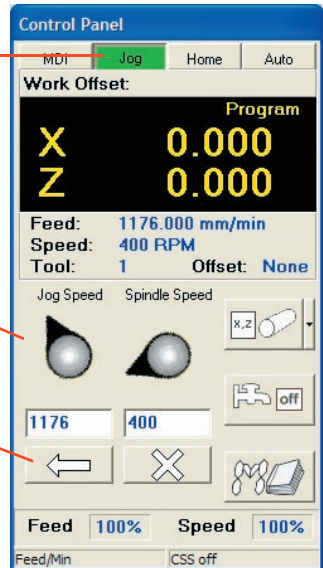 Control Panel
MDI Jog Home Auto
Work Offset:
Program
X 0.000
Z 0.000
Feed: 1176.000 mm/min
Speed: 400 RPM
Tool: 1 Offset: None
Jog Speed Spindle Speed
x,z
off
1176 400
Feed 100% Speed 100%
Feed/Min CSS off